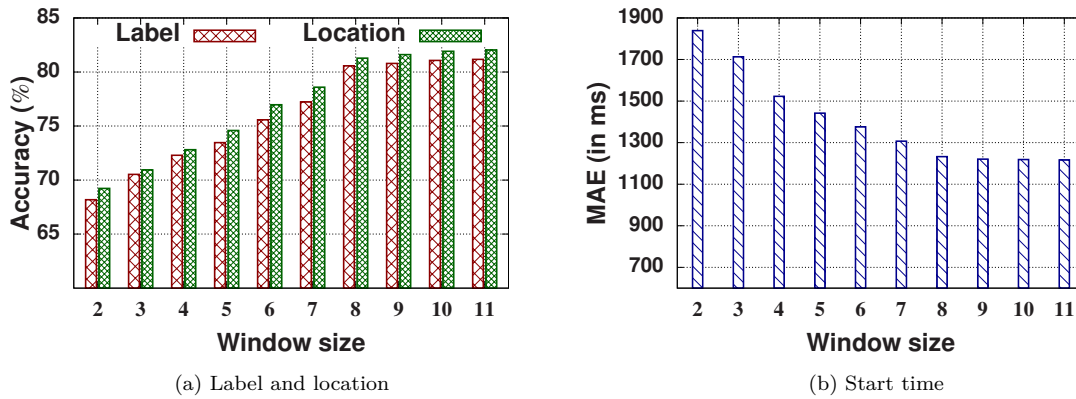 85
80
75
70
65
Accuracy (%)
Label
Location
2 3 4 5 6 7 8 9 10 11
Window size
(a) Label and location
1900
1700
1500
1300
1100
900
700
MAE (in ms)
2 3 4 5 6 7 8 9 10 11
Window size
(b) Start time